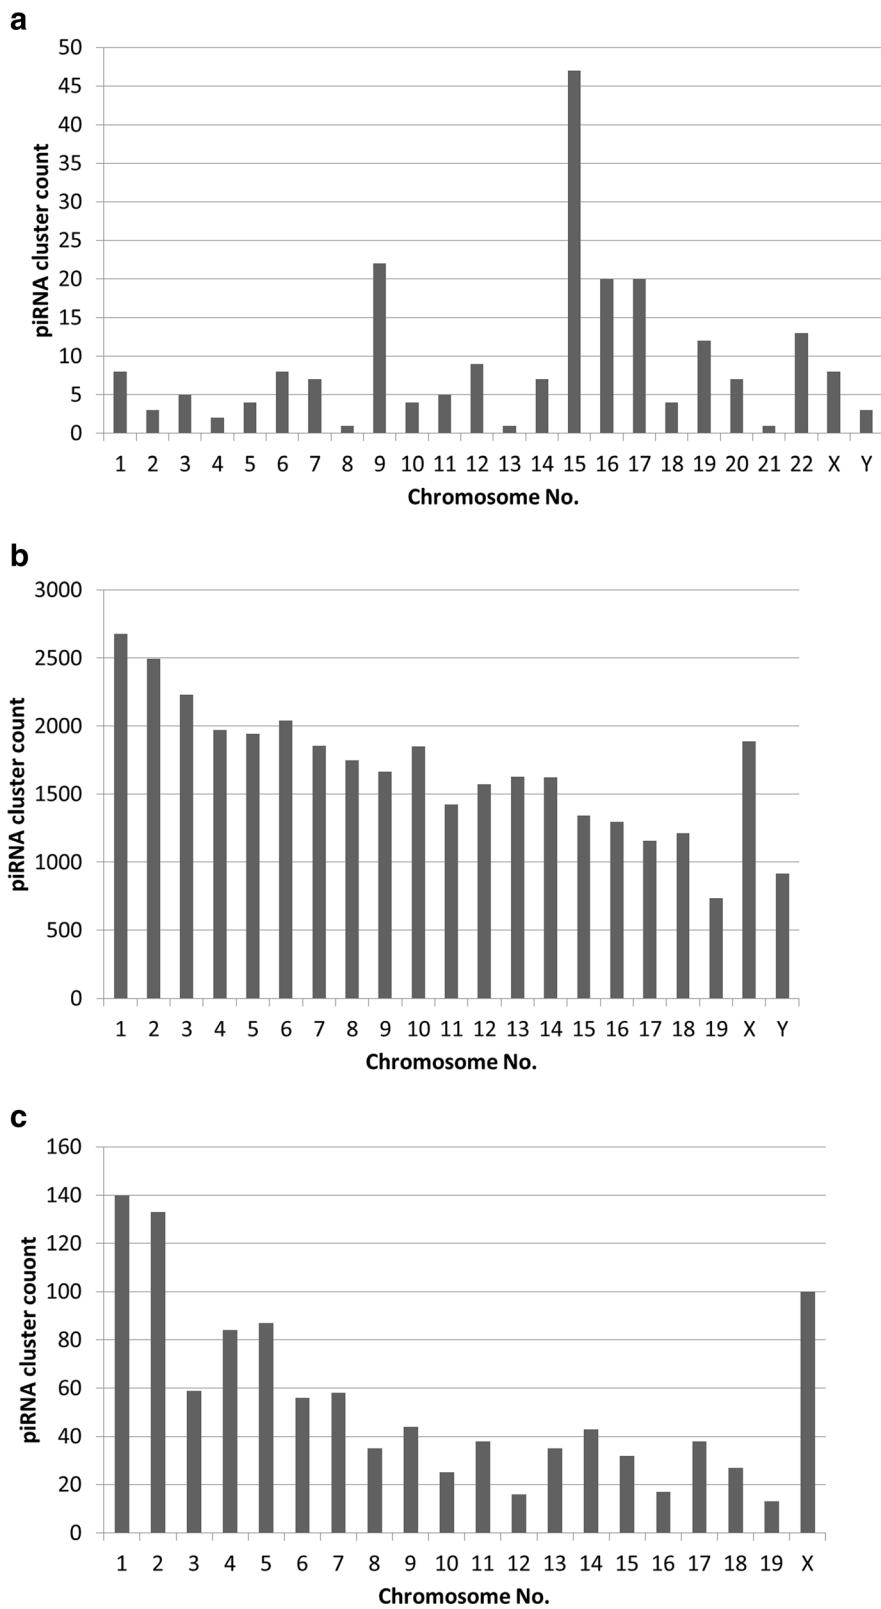 a
50
45
40
35
30
25
20
15
10
5
0
piRNA cluster count
1 2 3 4 5 6 7 8 9 10 11 12 13 14 15 16 17 18 19 20 21 22 X Y
Chromosome No.
b
3000
2500
2000
1500
1000
500
0
piRNA cluster count
1 2 3 4 5 6 7 8 9 10 11 12 13 14 15 16 17 18 19 X Y
Chromosome No.
c
160
140
120
100
80
60
40
20
0
piRNA cluster couont
1 2 3 4 5 6 7 8 9 10 11 12 13 14 15 16 17 18 19 X
Chromosome No.